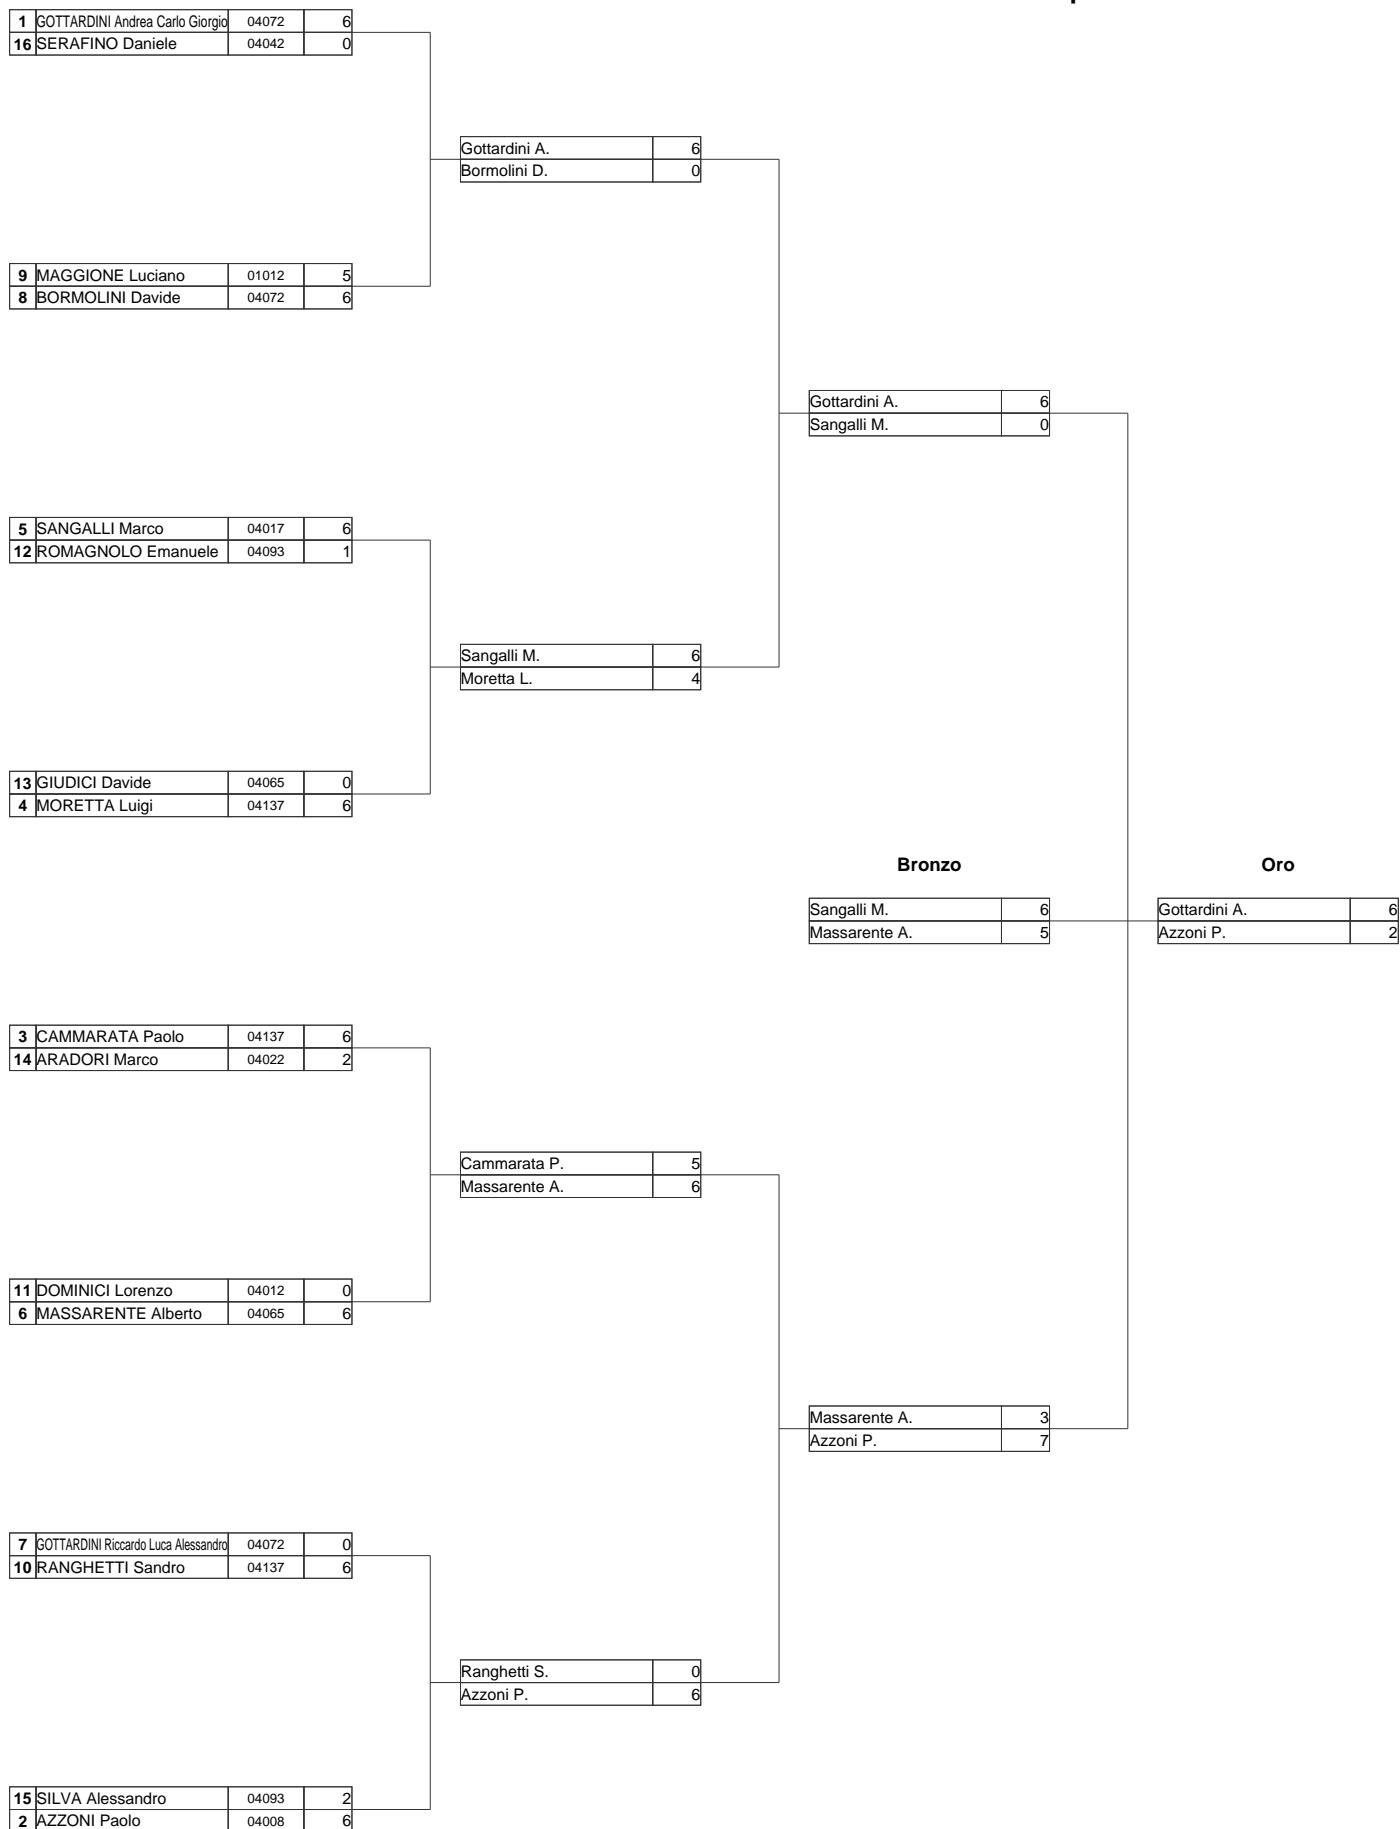 1 GOTTARDINI Andrea Carlo Giorgio 04072 6
16 SERAFINO Daniele 04042 0
Gottardini A. 6
Bormolini D. 0
9 MAGGIONE Luciano 01012 5
8 BORMOLINI Davide 04072 6
Gottardini A. 6
Sangalli M. 0
5 SANGALLI Marco 04017 6
12 ROMAGNOLO Emanuele 04093 1
Sangalli M. 6
Moretta L. 4
13 GIUDICI Davide 04065 0
4 MORETTA Luigi 04137 6
Bronzo Oro
Sangalli M. 6 Gottardini A. 6
Massarente A. 5 Azzoni P. 2
3 CAMMARATA Paolo 04137 6
14 ARADORI Marco 04022 2
Cammarata P. 5
Massarente A. 6
11 DOMINICI Lorenzo 04012 0
6 MASSARENTE Alberto 04065 6
Massarente A. 3
Azzoni P. 7
7 GOTTARDINI Riccardo Luca Alessandro 04072 0
10 RANGHETTI Sandro 04137 6
Ranghetti S. 0
Azzoni P. 6
15 SILVA Alessandro 04093 2
2 AZZONI Paolo 04008 6